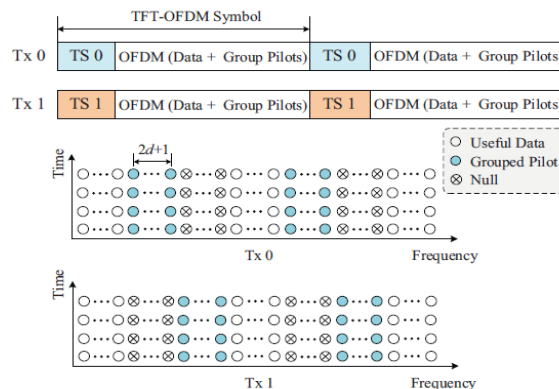 TFT-OFDM Symbol
Tx 0 TS 0 OFDM (Data + Group Pilots) TS 0 OFDM (Data + Group Pilots)
Tx 1 TS 1 OFDM (Data + Group Pilots) TS 1 OFDM (Data + Group Pilots)
Useful Data
Grouped Pilot
Null
2d+1
Time
Tx 0 Frequency
Time
Tx 1 Frequency